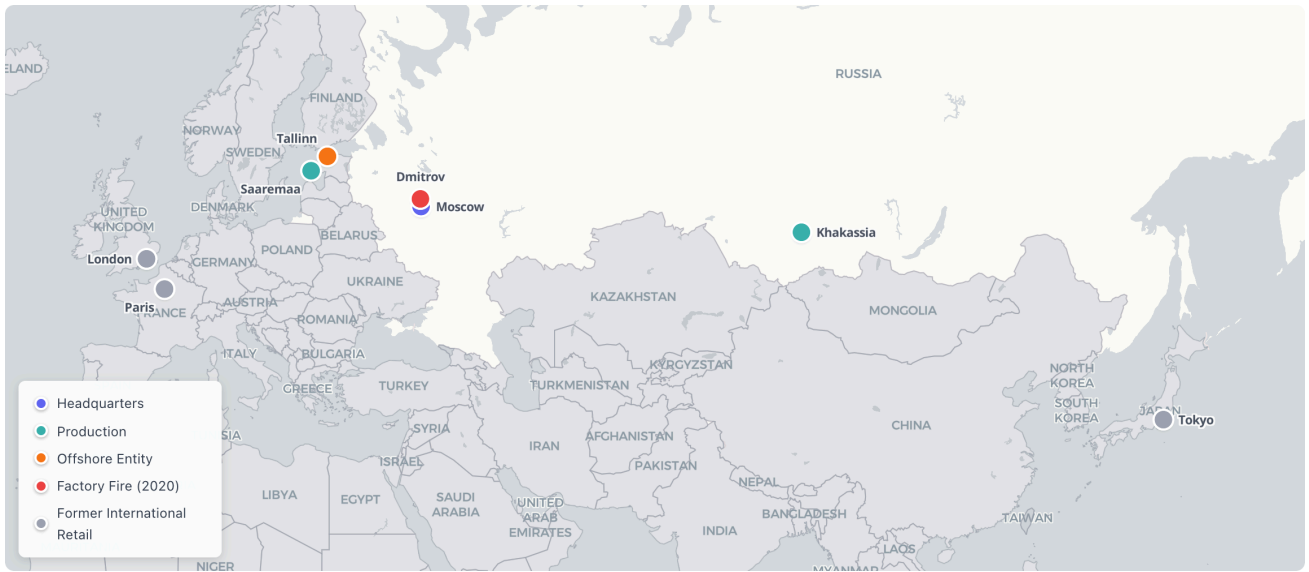 ELAND
RUSSIA
FINLAND
NORWAY
Tallinn
SWEDEN
Dmitrov
Saaremaa
DENMARK
Moscow
UNITED
KINGDOM
Khakassia
BELARUS
POLAND
London
GERMANY
UKRAINE
KAZAKHSTAN
Paris
RANCE
AUSTRIA
MONGOLIA
ROMANIA
ITALY
BULGARIA
KYRGYZSTAN
NORTH
KOREA
GREECE
TURKEY
TURKMENISTAN
SOUTH
KOREA
JAPAN
Tokyo
SYRIA
CHINA
SIA
AFGHANISTAN
IRAN
ISRAEL
PAKISTAN
NEPAL
LIBYA
EGYPT
SAUDI
ARABIA
UNITED
ARAB
EMIRATES
BANGLADESH
TAIWAN
INDIA
LAOS
NIGER
MYANMAR
Headquarters
Production
Offshore Entity
Factory Fire (2020)
Former International
Retail